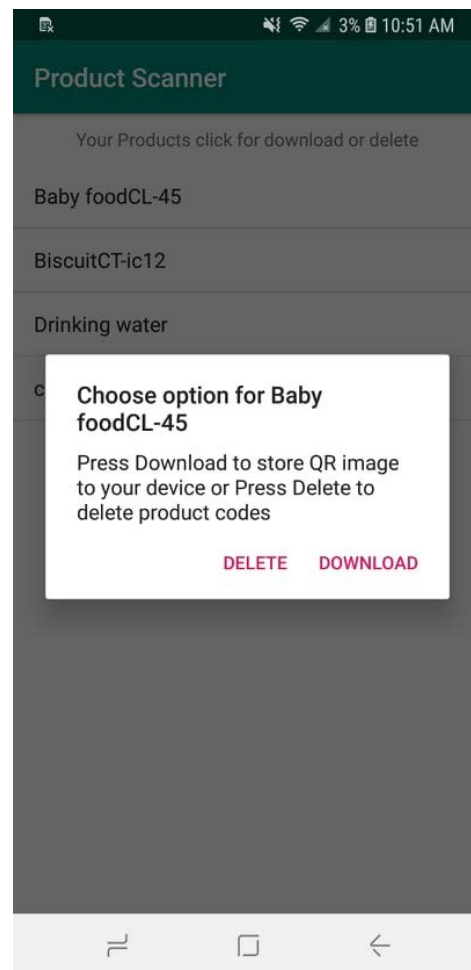 3% 10:51 AM
Product Scanner
Your Products click for download or delete
Baby foodCL-45
BiscuitCT-ic12
Drinking water
c
Choose option for Baby
foodCL-45
Press Download to store QR image
to your device or Press Delete to
delete product codes
DELETE DOWNLOAD